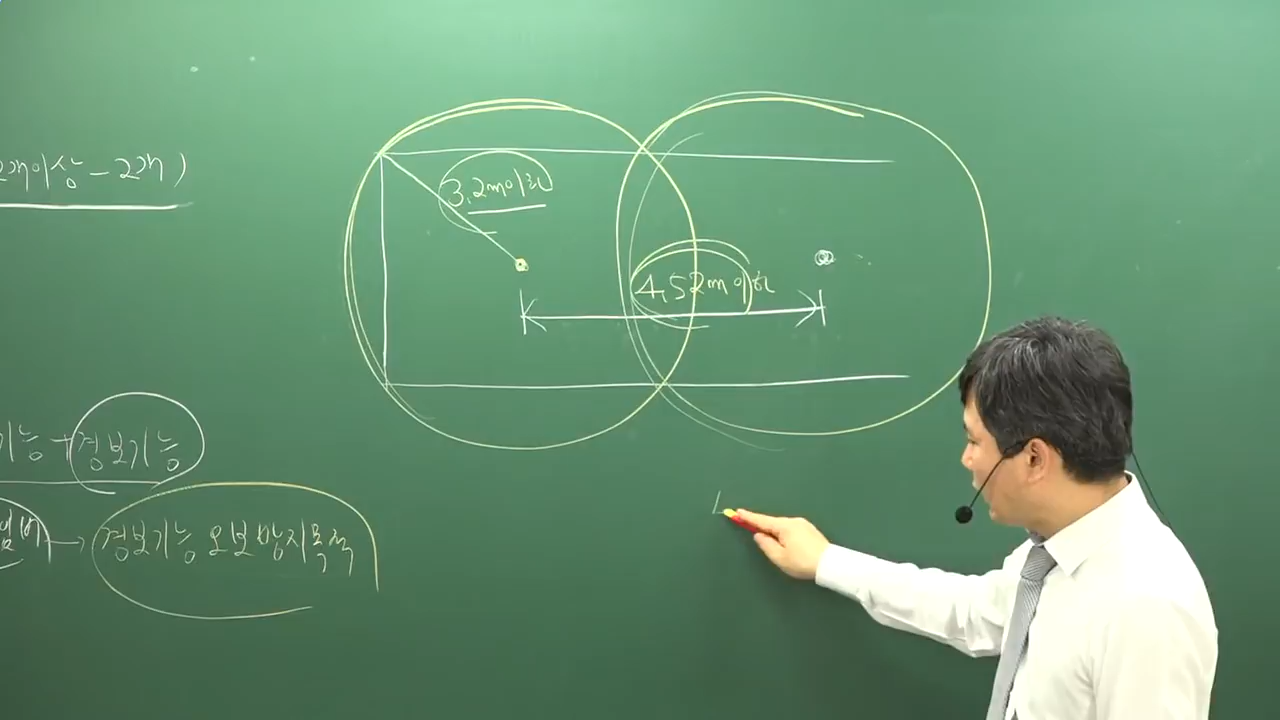 이상 - 22개)
3.2m이하
4.52m이하
기능 + 경보기능
→ 경보기능 오보방지목적